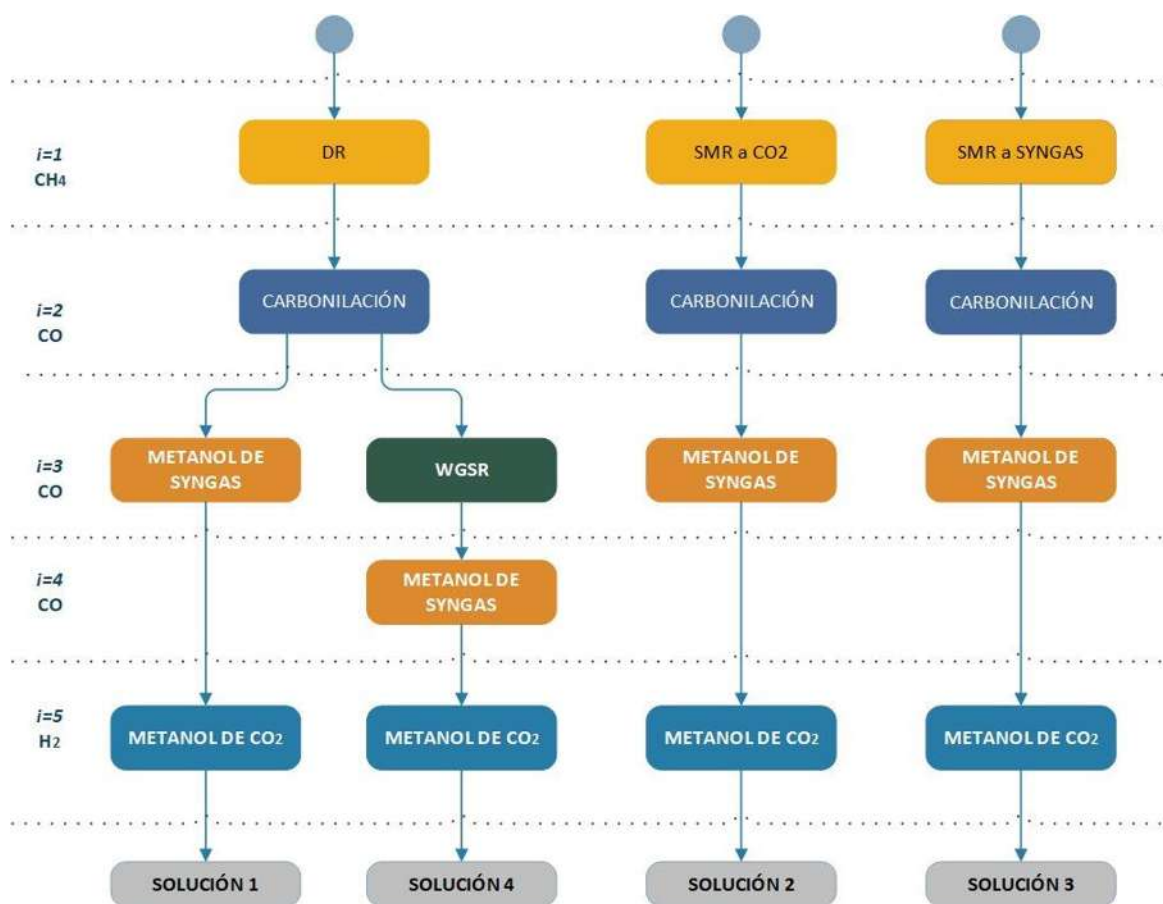 i=1
CH4
DR
SMR a CO2
SMR a SYNGAS
i=2
CO
CARBONILACIÓN
CARBONILACIÓN
CARBONILACIÓN
i=3
CO
METANOL DE
SYNGAS
WGSR
METANOL DE
SYNGAS
METANOL DE
SYNGAS
i=4
CO
METANOL DE
SYNGAS
i=5
H2
METANOL DE CO2
METANOL DE CO2
METANOL DE CO2
METANOL DE CO2
SOLUCIÓN 1
SOLUCIÓN 4
SOLUCIÓN 2
SOLUCIÓN 3